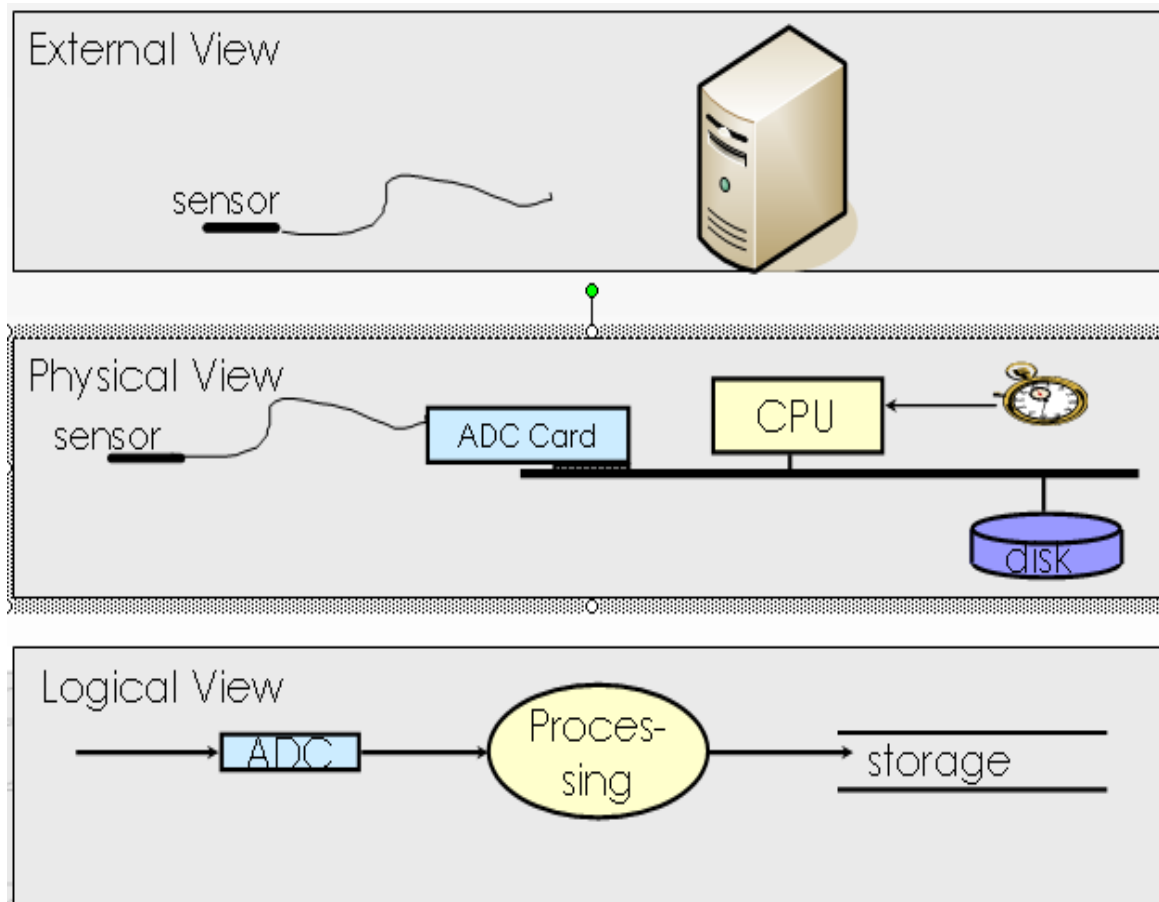 External View
sensor
Physical View
sensor
ADC Card
CPU
disk
Logical View
ADC
Proces-
sing
storage